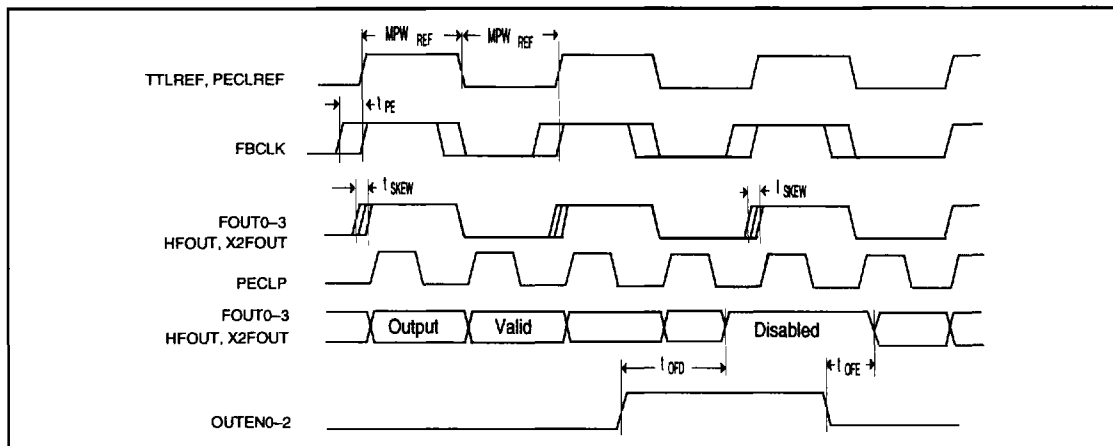 MPW REF MPW REF
TTLREF, PECLREF
t PE
FBCLK
t SKEW t SKEW
FOUT0–3
HFOUT, X2FOUT
PECLP
FOUT0–3 Output Valid Disabled
HFOUT, X2FOUT
t OFD t OFE
OUTEN0–2